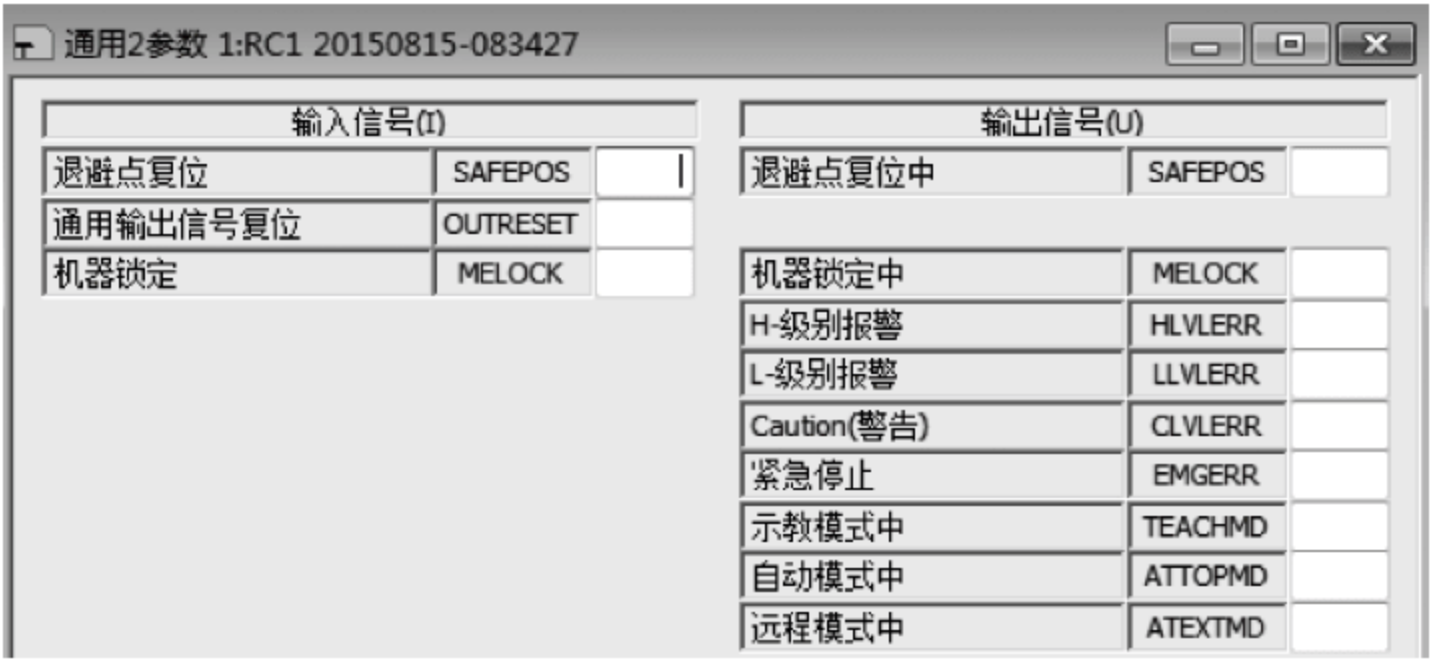 通用2参数 1:RC1 20150815-083427
输入信号(I) 输出信号(U)
退避点复位 SAFEPOS 退避点复位中 SAFEPOS
通用输出信号复位 OUTRESET
机器锁定 MELOCK 机器锁定中 MELOCK
H-级别报警 HLVLERR
L-级别报警 LLVLERR
Caution(警告) CLVLERR
紧急停止 EMGERR
示教模式中 TEACHMD
自动模式中 ATTOPMD
远程模式中 ATEXTMD